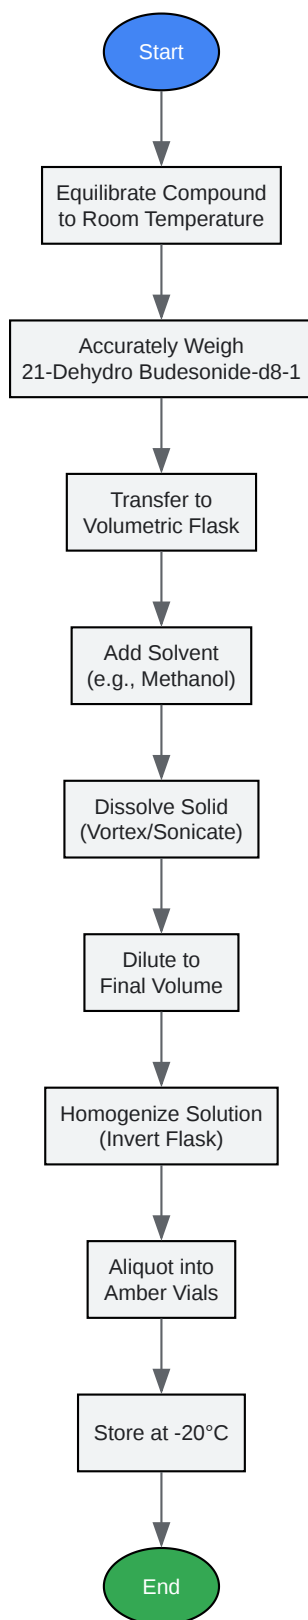 Start
Equilibrate Compound
to Room Temperature
Accurately Weigh
21-Dehydro Budesonide-d8-1
Transfer to
Volumetric Flask
Add Solvent
(e.g., Methanol)
Dissolve Solid
(Vortex/Sonicate)
Dilute to
Final Volume
Homogenize Solution
(Invert Flask)
Aliquot into
Amber Vials
Store at -20°C
End